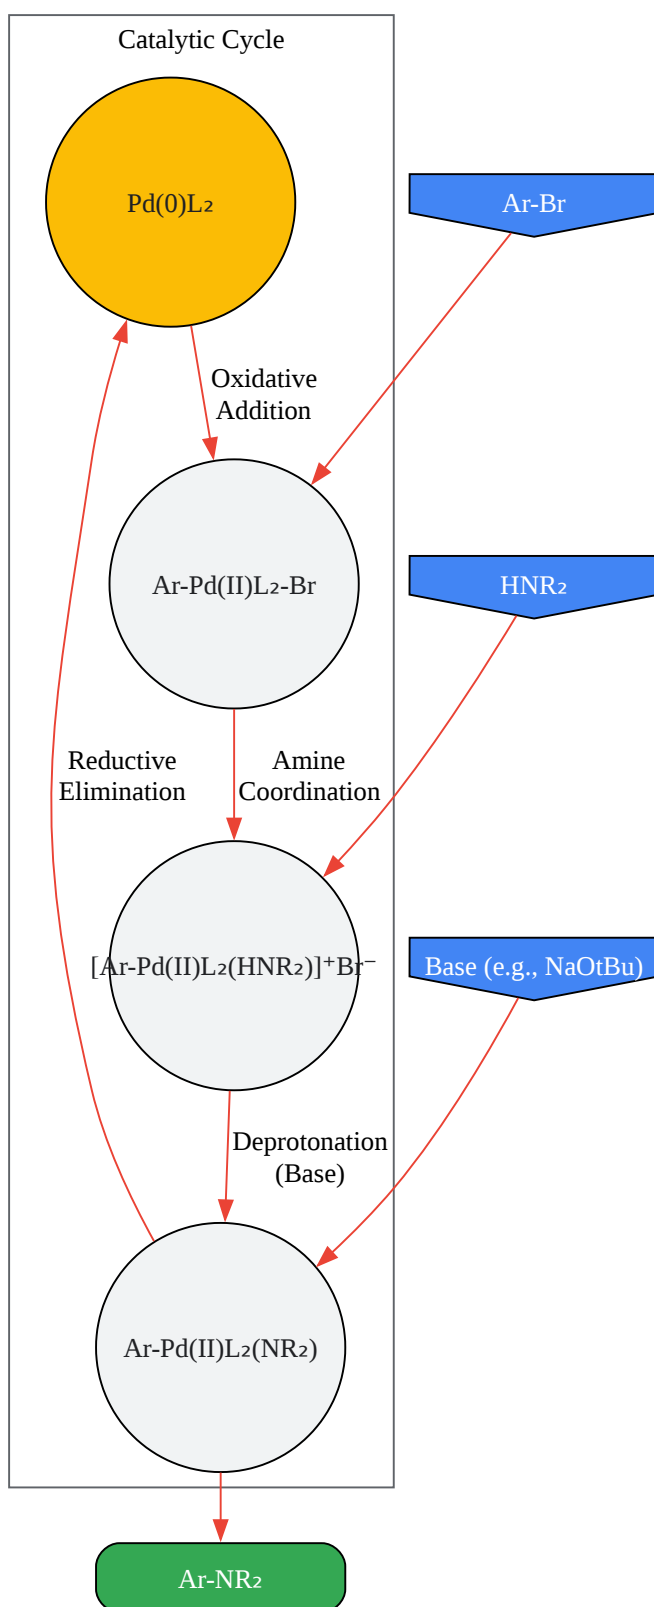 Catalytic Cycle
Pd(0)L₂
Ar-Br
Oxidative
Addition
Ar-Pd(II)L₂-Br
HNR₂
Reductive
Elimination
Amine
Coordination
[Ar-Pd(II)L₂(HNR₂)]⁺Br⁻
Base (e.g., NaOtBu)
Deprotonation
(Base)
Ar-Pd(II)L₂(NR₂)
Ar-NR₂